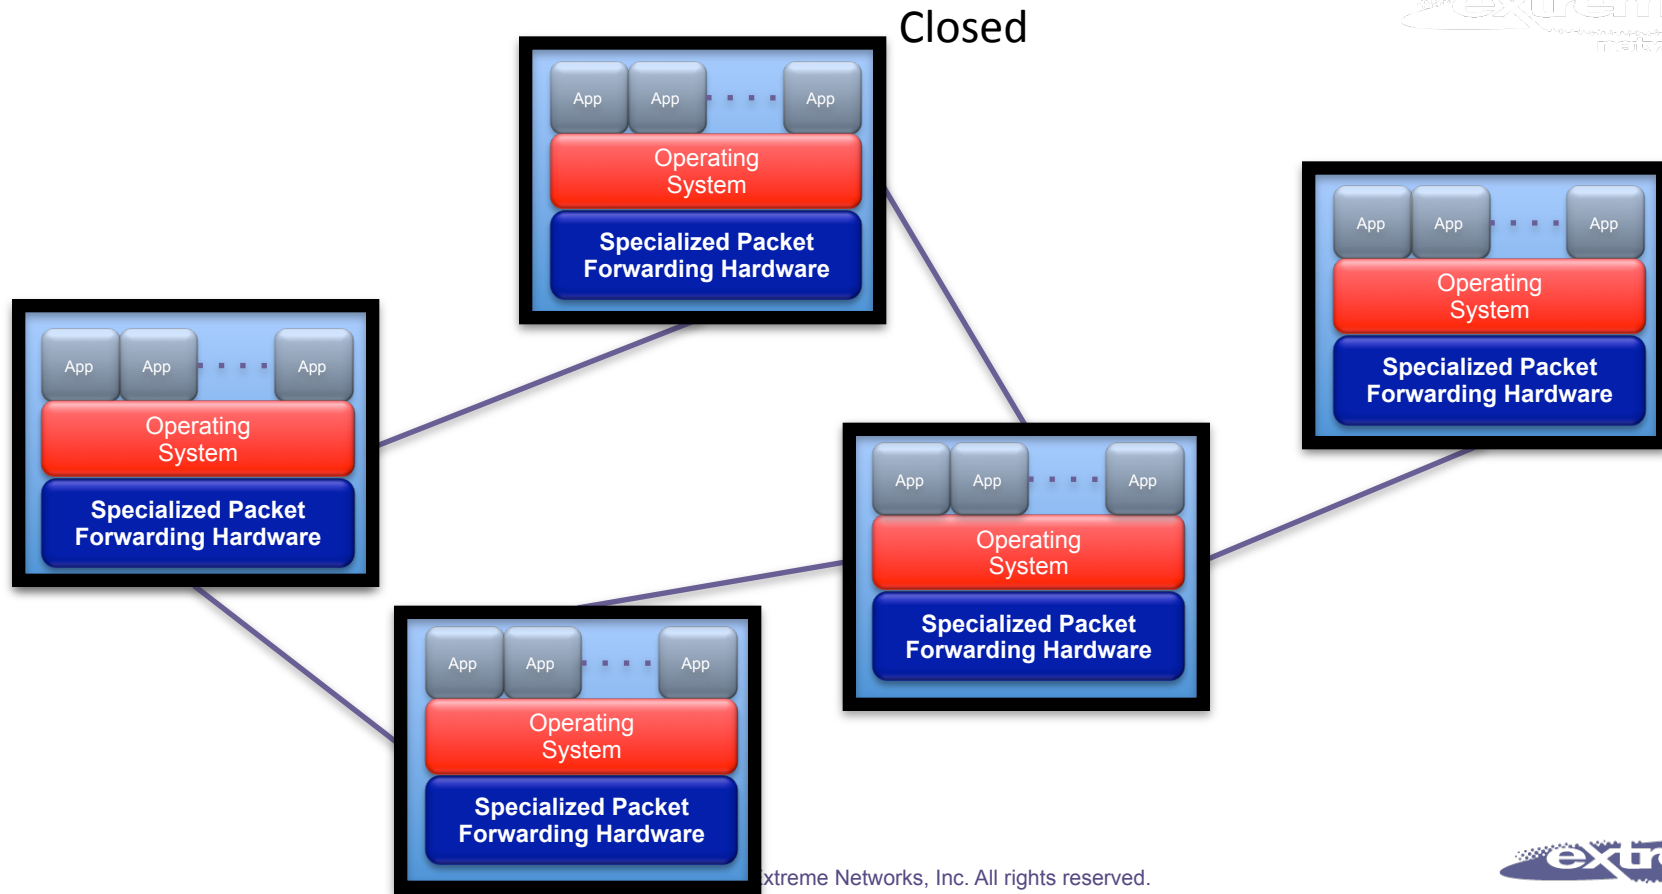 Closed
App App App
Operating
System
Specialized Packet
Forwarding Hardware
App App App
Operating
System
Specialized Packet
Forwarding Hardware
App App App
Operating
System
Specialized Packet
Forwarding Hardware
App App App
Operating
System
Specialized Packet
Forwarding Hardware
App App App
Operating
System
Specialized Packet
Forwarding Hardware
Networks, Inc. All rights reserved.